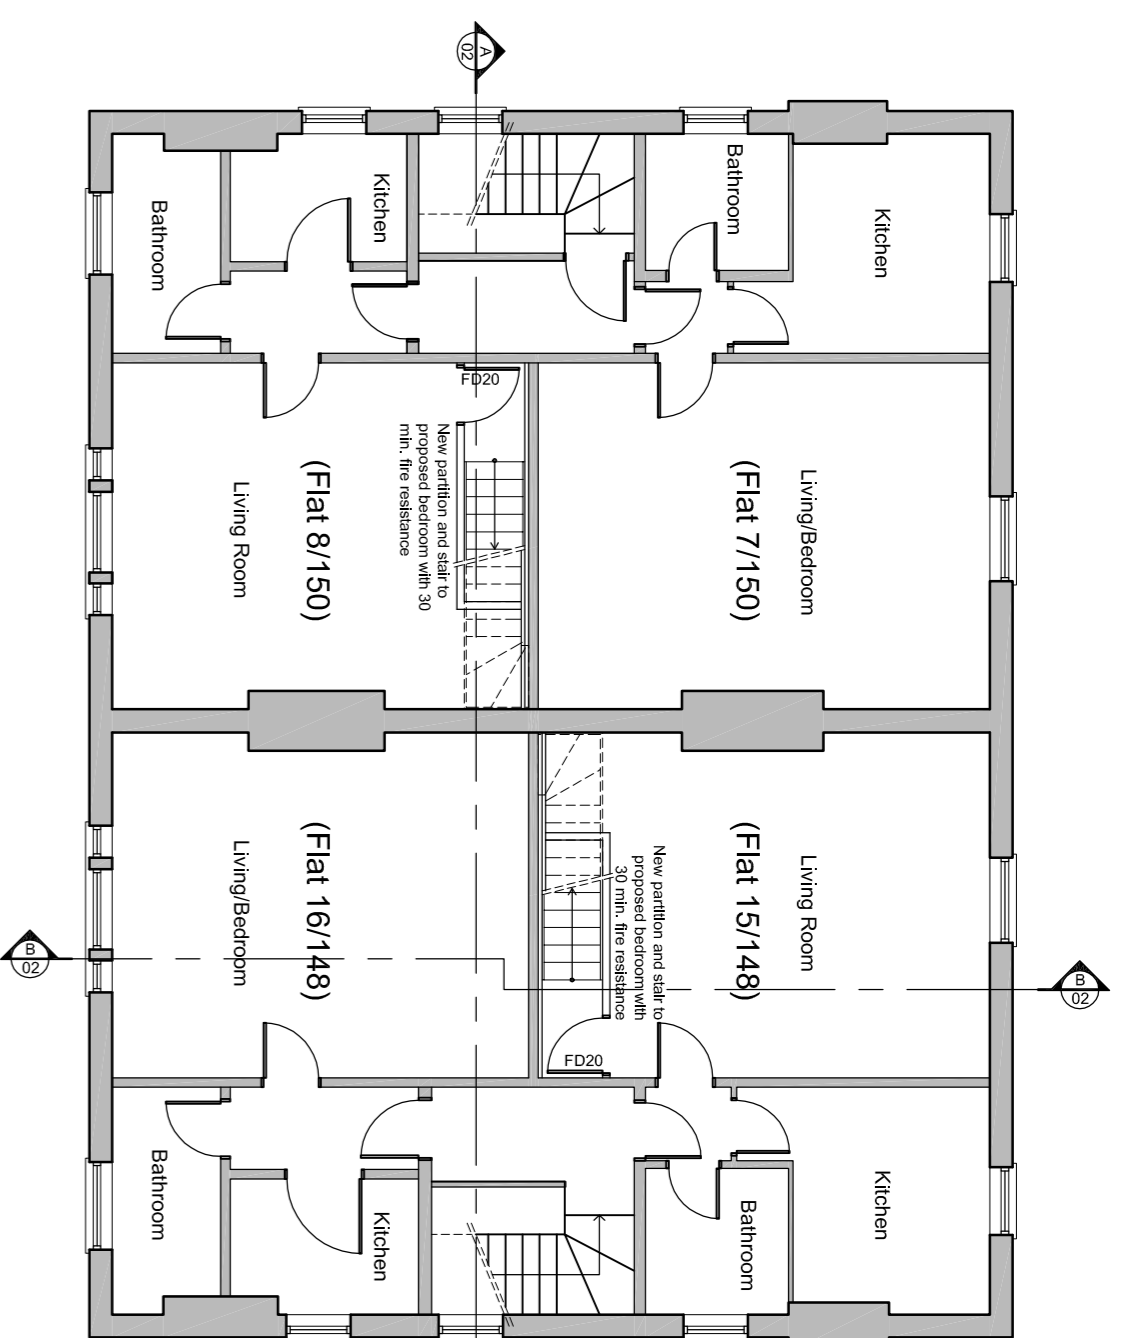 A
02
Kitchen
Bathroom
Kitchen
Bathroom
FD20
New partition and stair to
proposed bedroom with 30
min. fire resistance
(Flat 7/150)
Living/Bedroom
(Flat 8/150)
Living Room
(Flat 15/148)
Living Room
New partition and stair to
proposed bedroom with
30 min. fire resistance
(Flat 16/148)
Living/Bedroom
B
02
B
02
FD20
Kitchen
Bathroom
Kitchen
Bathroom